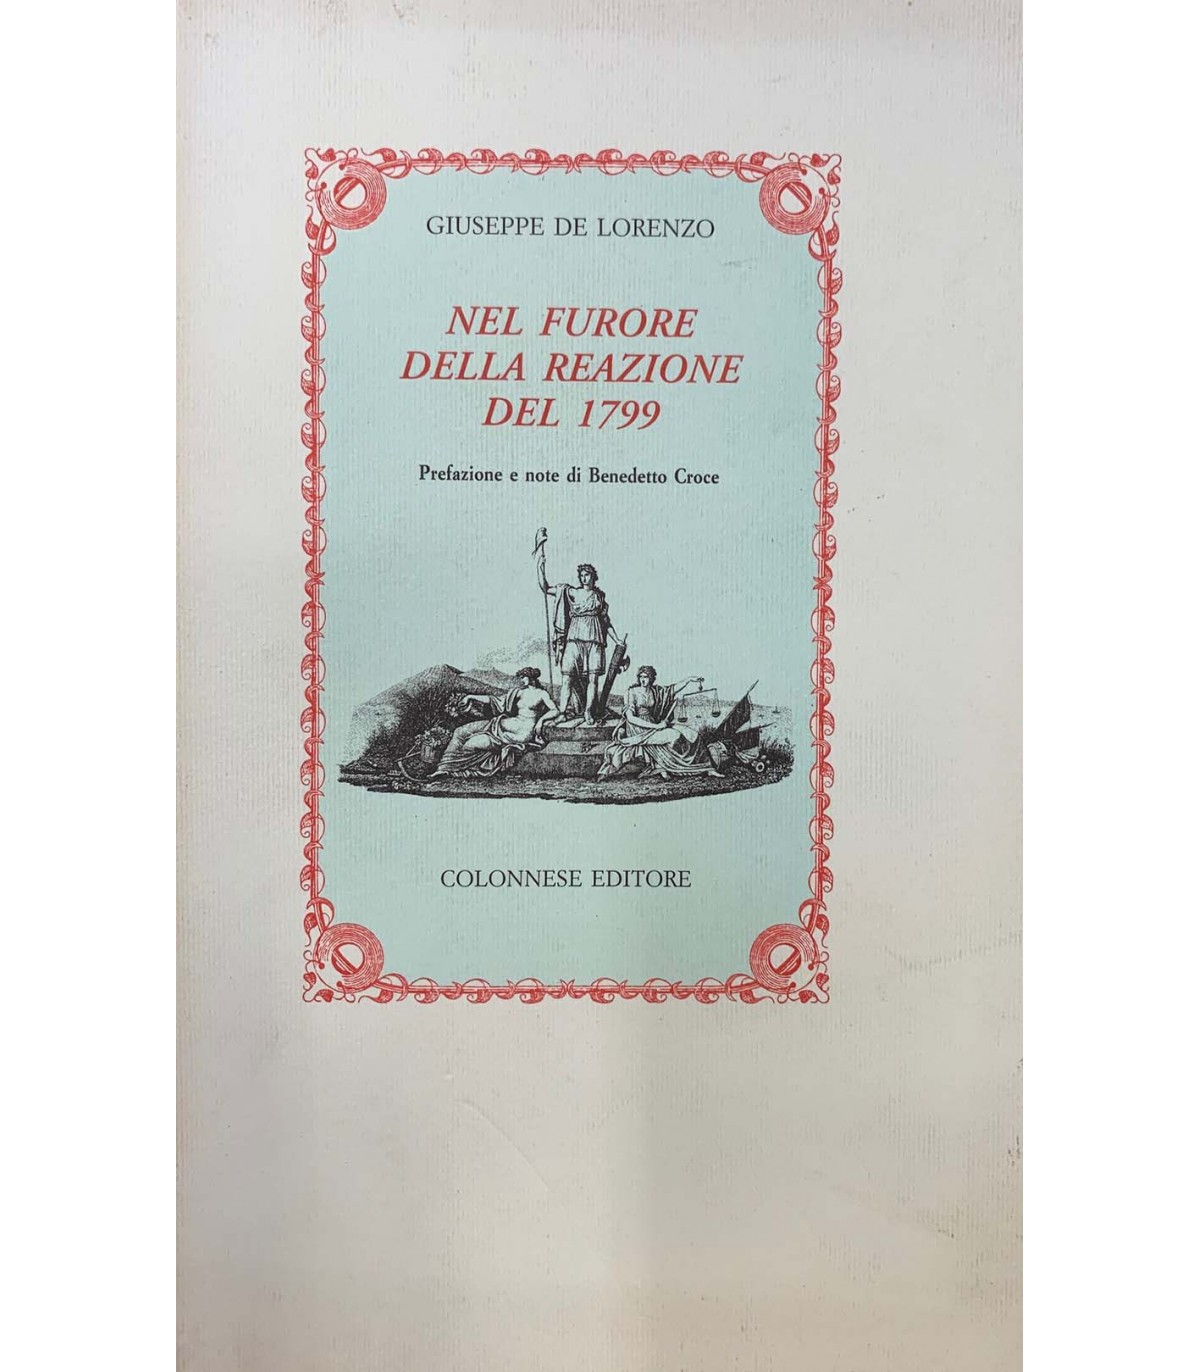 GIUSEPPE DE LORENZO
NEL FURORE
DELLA REAZIONE
DEL 1799
Prefazione e note di Benedetto Croce
COLONNESE EDITORE